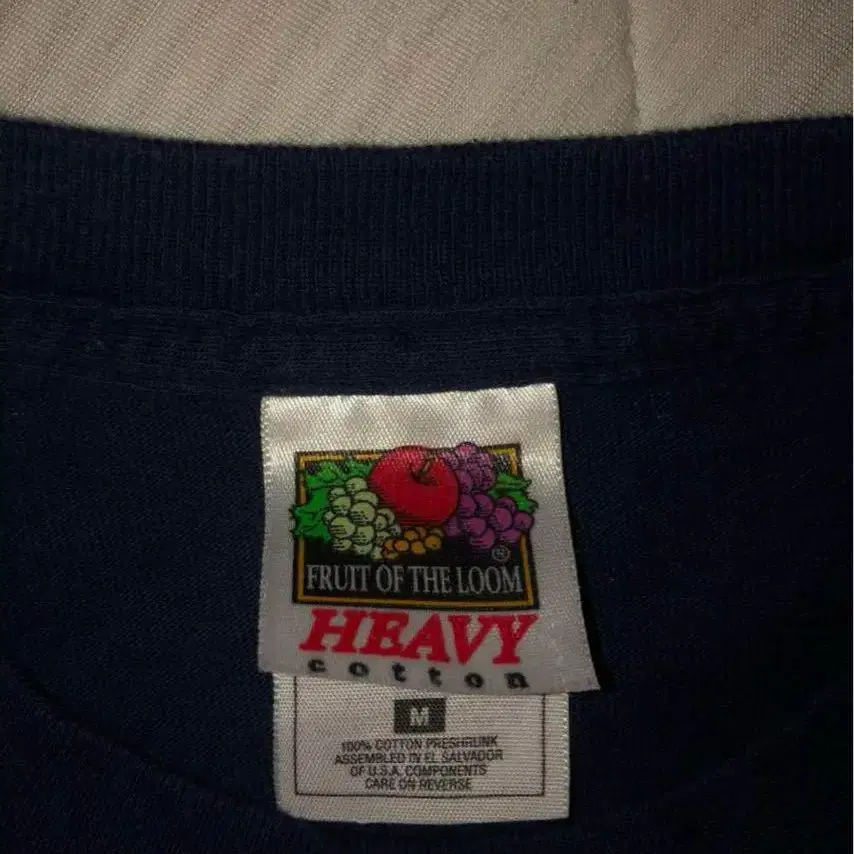 ®
FRUIT OF THE LOOM
HEAVY
cotton
M
100% COTTON PRESHRUNK
ASSEMBLED IN EL SALVADOR
OF U.S.A. COMPONENTS
CARE ON REVERSE